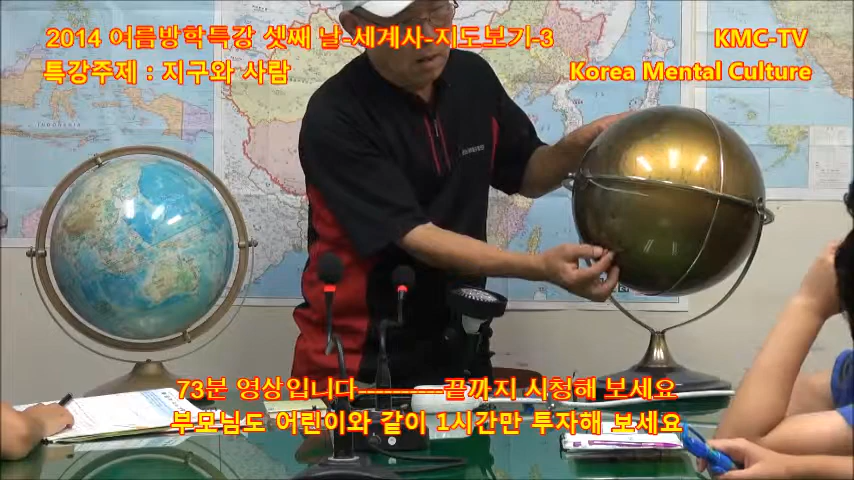 2014 여름방학특강 셋째 날-세계사-지도보기-3
KMC-TV
특강주제 : 지구와 사람
Korea Mental Culture
73분 영상입니다-----------끝까지 시청해 보세요
부모님도 어린이와 같이 1시간만 투자해 보세요